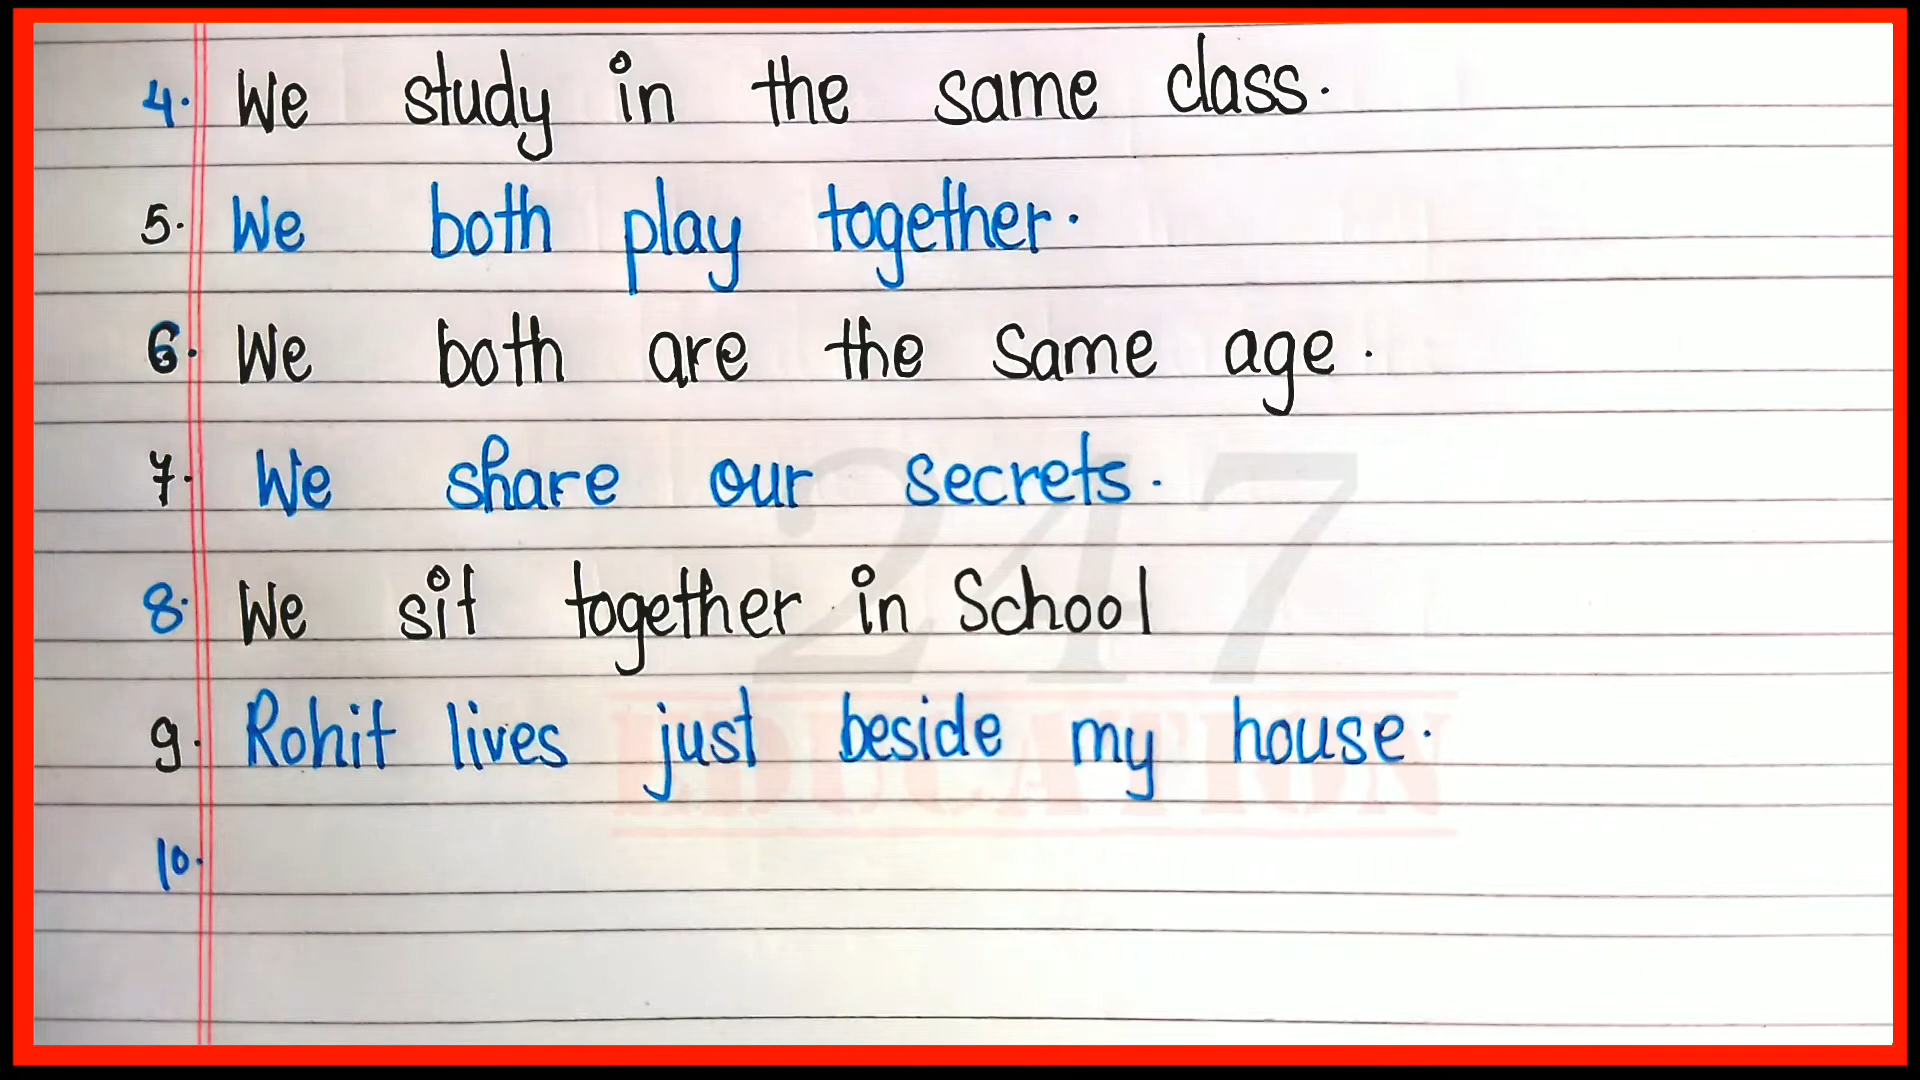 4. We study in the same class.
5. We both play together.
6. We both are the same age.
7. We share our secrets.
8. We sit together in School
9. Rohit lives just beside my house.
10.
247
EDUCATION